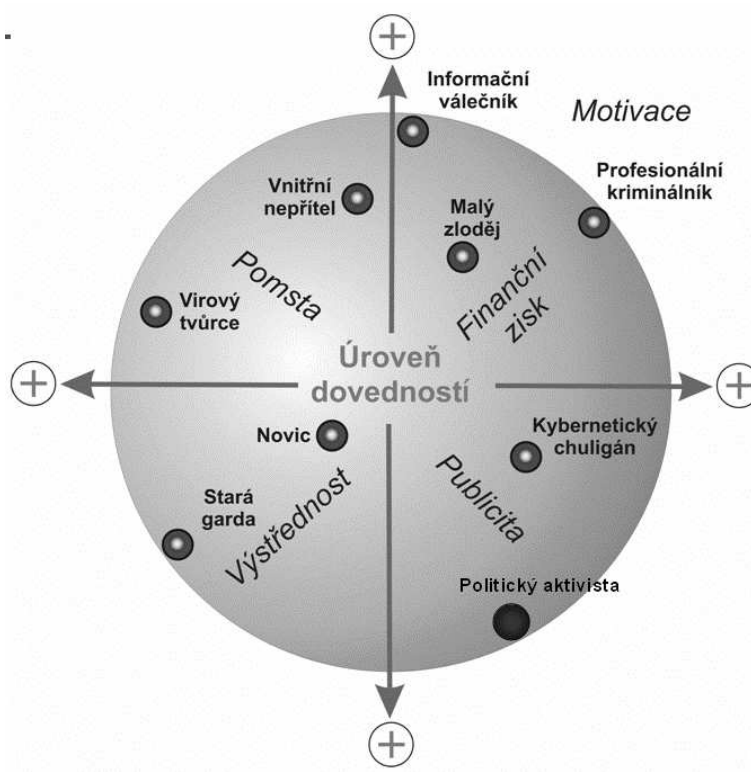 Informační
válečník
Motivace
Profesionální
kriminálník
Vnitřní
nepřítel
Malý
zloděj
Pomsta
Finanční
zisk
Virový
tvůrce
Úroveň
dovedností
Novic
Kybernetický
chuligán
Stará
garda
Výstřednost
Publicita
Politický aktivista